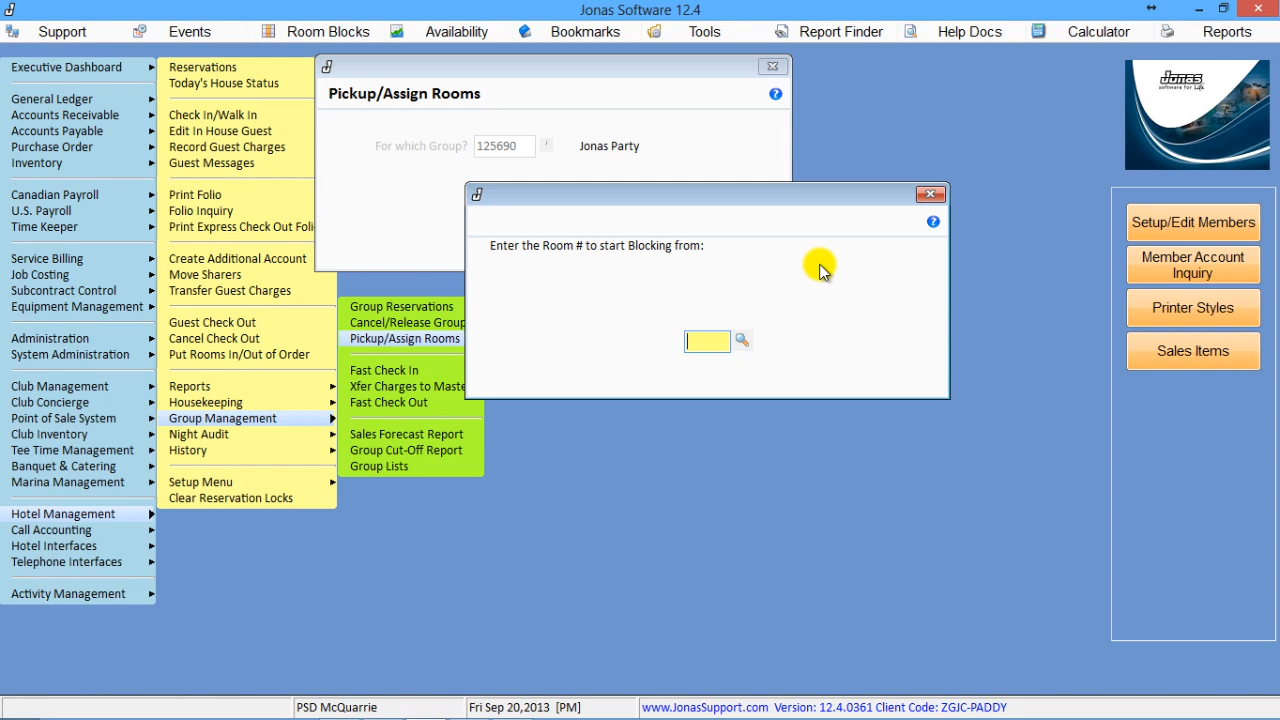 Jonas Software 12.4
Support Events Room Blocks Availability Bookmarks Tools Report Finder Help Docs Calculator Reports
Executive Dashboard
General Ledger
Accounts Receivable
Accounts Payable
Purchase Order
Inventory
Canadian Payroll
U.S. Payroll
Time Keeper
Service Billing
Job Costing
Subcontract Control
Equipment Management
Administration
System Administration
Club Management
Club Concierge
Point of Sale System
Club Inventory
Tee Time Management
Banquet & Catering
Marina Management
Hotel Management
Call Accounting
Hotel Interfaces
Telephone Interfaces
Activity Management
Reservations
Today's House Status
Check In/Walk In
Edit In House Guest
Record Guest Charges
Guest Messages
Print Folio
Folio Inquiry
Print Express Check Out Foli
Create Additional Account
Move Sharers
Transfer Guest Charges
Guest Check Out
Cancel Check Out
Put Rooms In/Out of Order
Reports
Housekeeping
Group Management
Night Audit
History
Setup Menu
Clear Reservation Locks
Group Reservations
Cancel/Release Group
Pickup/Assign Rooms
Fast Check In
Xfer Charges to Maste
Fast Check Out
Sales Forecast Report
Group Cut-Off Report
Group Lists
Pickup/Assign Rooms
For which Group? 125690 Jonas Party
Enter the Room # to start Blocking from:
Jonas
software for Life
Setup/Edit Members
Member Account
Inquiry
Printer Styles
Sales Items
PSD McQuarrie Fri Sep 20,2013 [PM] www.JonasSupport.com Version: 12.4.0361 Client Code: ZGJC-PADDY